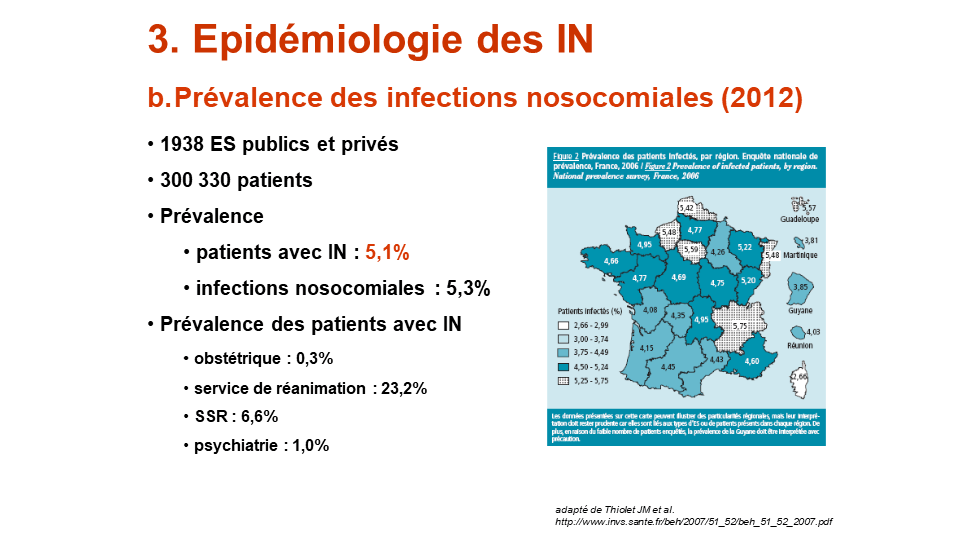 3. Epidémiologie des IN
b. Prévalence des infections nosocomiales (2012)
• 1938 ES publics et privés
• 300 330 patients
• Prévalence
• patients avec IN : 5,1%
• infections nosocomiales : 5,3%
• Prévalence des patients avec IN
• obstétrique : 0,3%
• service de réanimation : 23,2%
• SSR : 6,6%
• psychiatrie : 1,0%
Figure 2 Prévalence des patients infectés, par région. Enquête nationale de
prévalence, France, 2006 / Figure 2 Prevalence of infected patients, by region.
National prevalence survey, France, 2006
5,42
5,57
Guadeloupe
4,77
5,48
4,95
5,59
4,26
5,22
3,81
5,48
Martinique
4,66
4,77
4,69
4,75
5,20
3,85
Guyane
4,08
4,35
4,95
5,75
4,03
Réunion
4,15
4,45
4,43
4,60
2,66
Patients infectés (%)
2,66 - 2,99
3,00 - 3,74
3,75 - 4,49
4,50 - 5,24
5,25 - 5,75
Les données présentées sur cette carte peuvent illustrer des particularités régionales, mais leur interpré-
tation doit rester prudente car elles sont liés aux types d'ES ou de patients présents dans chaque région. De
plus, en raison du faible nombre de patients enquêtés, la prévalence de la Guyane doit être interprétée avec
précaution.
adapté de Thiolet JM et al.
http://www.invs.sante.fr/beh/2007/51_52/beh_51_52_2007.pdf